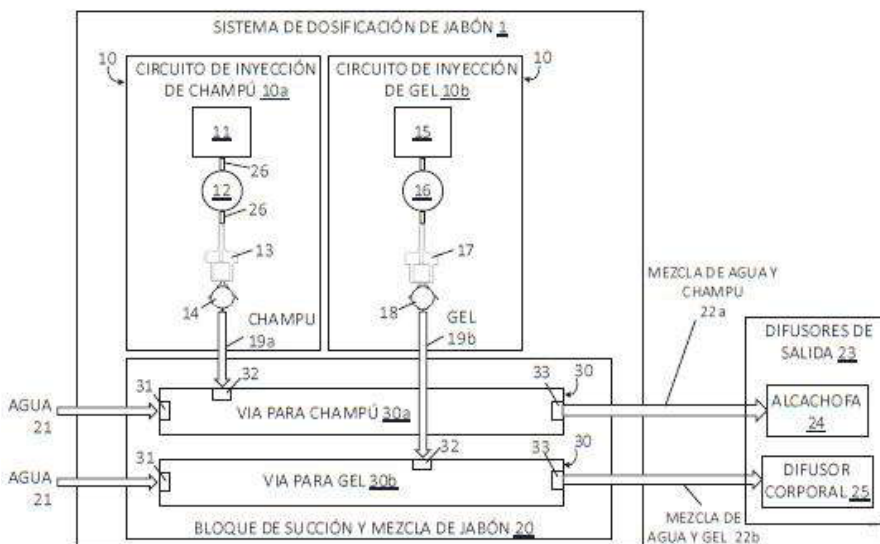 SISTEMA DE DOSIFICACIÓN DE JABÓN 1
10
CIRCUITO DE INYECCIÓN
DE CHAMPÚ 10a
11
26
12
26
13
14
CHAMPU
19a
CIRCUITO DE INYECCIÓN
DE GEL 10b
10
15
16
17
18
GEL
19b
MEZCLA DE AGUA Y
CHAMPU
22a
DIFUSORES DE
SALIDA 23
AGUA
21
31
32
VIA PARA CHAMPÚ 30a
33
30
ALCACHOFA
24
AGUA
21
31
32
VIA PARA GEL 30b
33
30
DIFUSOR
CORPORAL 25
BLOQUE DE SUCCIÓN Y MEZCLA DE JABÓN 20
MEZCLA DE
AGUA Y GEL 22b